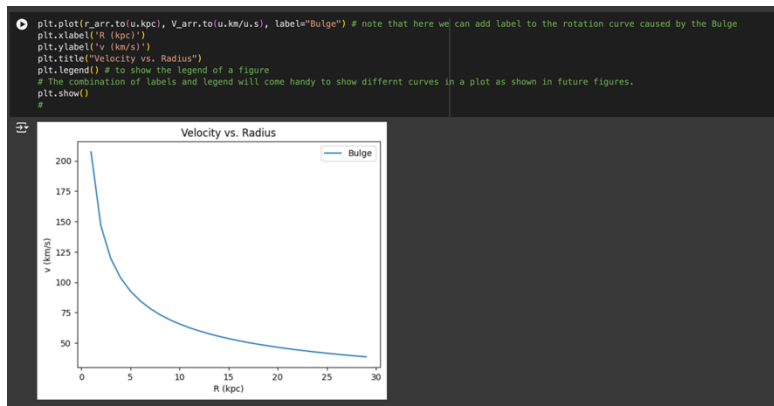 plt.plot(r_arr.to(u.kpc), V_arr.to(u.km/u.s), label="Bulge") # note that here we can add label to the rotation curve caused by the Bulge
plt.xlabel('R (kpc)')
plt.ylabel('v (km/s)')
plt.title("Velocity vs. Radius")
plt.legend() # to show the legend of a figure
# The combination of labels and legend will come handy to show differnt curves in a plot as shown in future figures.
plt.show()
#
Velocity vs. Radius
Bulge
200
175
150
125
100
75
50
v (km/s)
0 5 10 15 20 25 30
R (kpc)